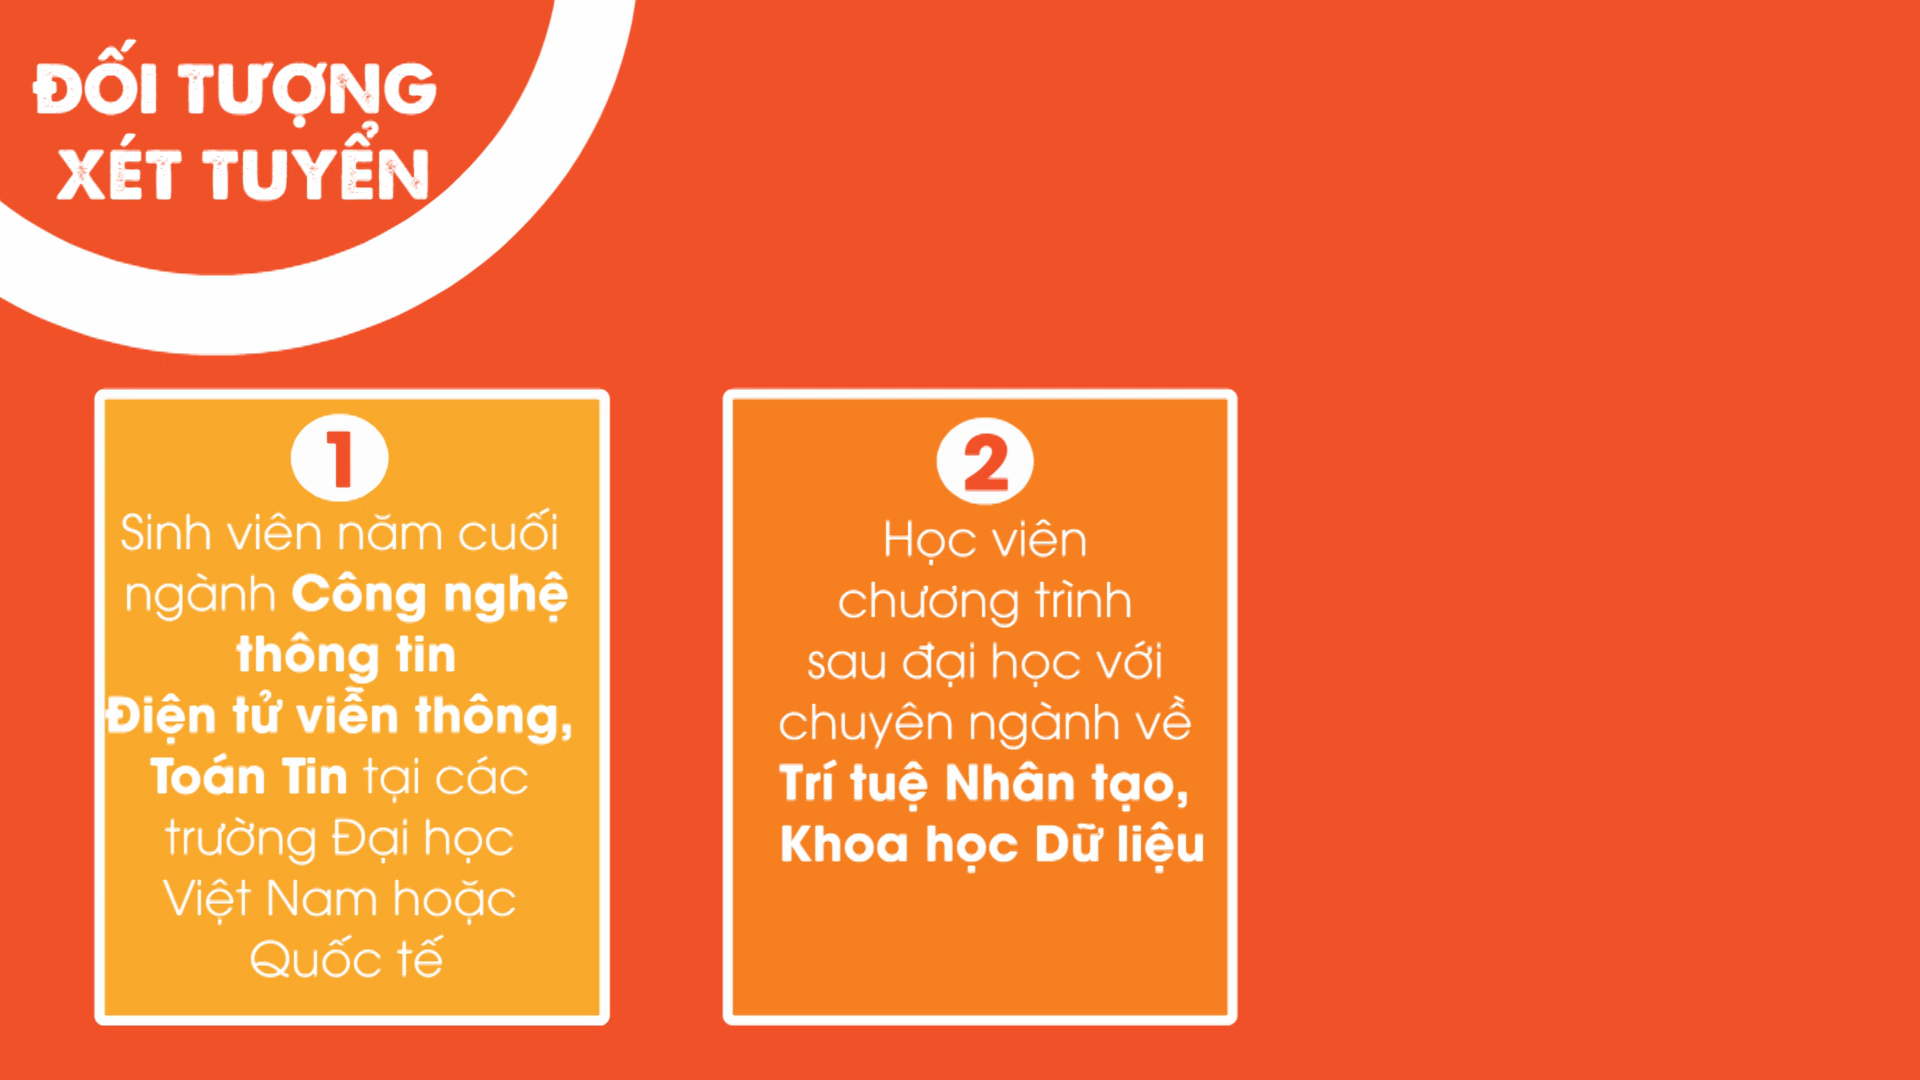 ĐỐI TƯỢNG
XÉT TUYỂN
1
Sinh viên năm cuối
ngành Công nghệ
thông tin
Điện tử viễn thông,
Toán Tin tại các
trường Đại học
Việt Nam hoặc
Quốc tế
2
Học viên
chương trình
sau đại học với
chuyên ngành về
Trí tuệ Nhân tạo,
Khoa học Dữ liệu